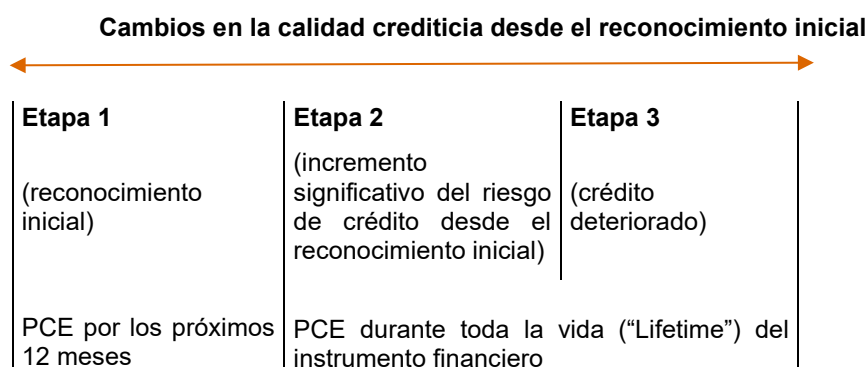 Cambios en la calidad crediticia desde el reconocimiento inicial
Etapa 1
Etapa 2
Etapa 3
(reconocimiento
inicial)
(incremento
significativo del riesgo
de crédito desde el
reconocimiento inicial)
(crédito
deteriorado)
PCE por los próximos
12 meses
PCE durante toda la vida (“Lifetime”) del
instrumento financiero